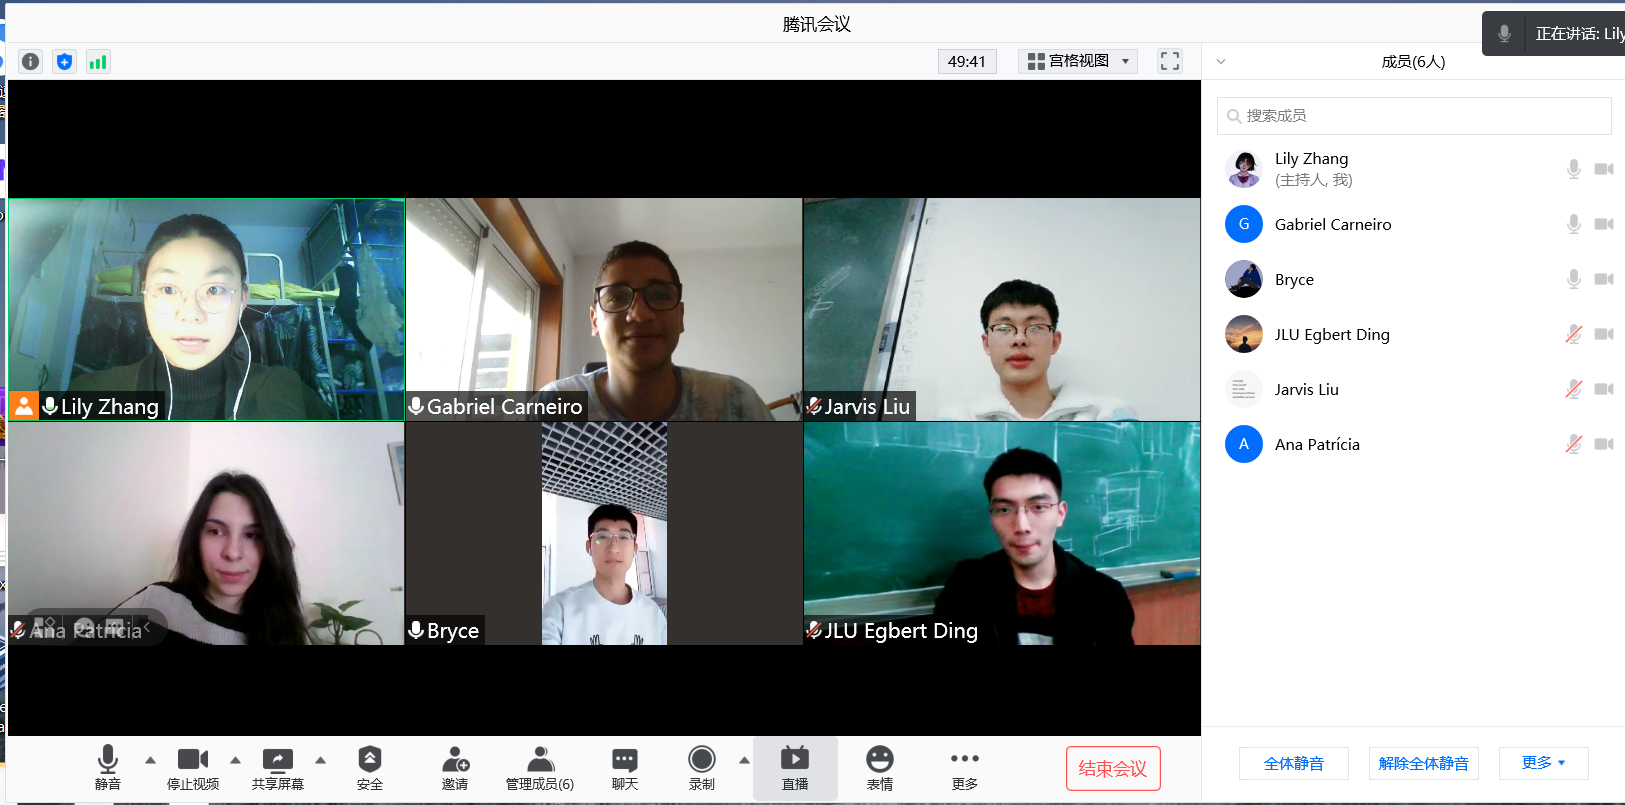 腾讯会议
正在讲话: Lily
49:41
宫格视图
成员(6人)
搜索成员
Lily Zhang
(主持人, 我)
G
Gabriel Carneiro
Bryce
JLU Egbert Ding
Jarvis Liu
A
Ana Patrícia
Lily Zhang
Gabriel Carneiro
Jarvis Liu
Ana Patrícia
Bryce
JLU Egbert Ding
静音
停止视频
共享屏幕
安全
邀请
管理成员(6)
聊天
录制
直播
表情
更多
结束会议
全体静音
解除全体静音
更多